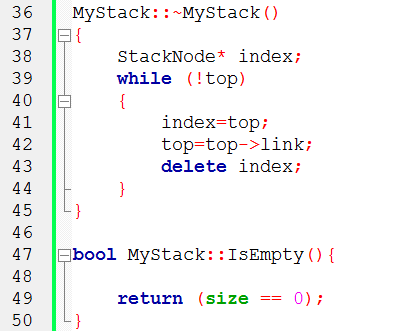 36 MyStack::~MyStack()
37 {
38     StackNode* index;
39     while (!top)
40     {
41         index=top;
42         top=top->link;
43         delete index;
44     }
45 }
46
47 bool MyStack::IsEmpty(){
48
49     return (size == 0);
50 }